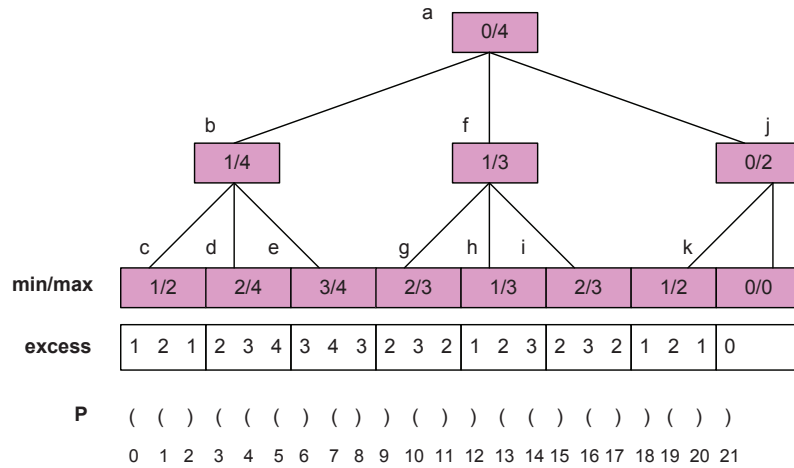 a
0/4
b f j
1/4 1/3 0/2
c d e g h i k
min/max 1/2 2/4 3/4 2/3 1/3 2/3 1/2 0/0
excess 1 2 1 2 3 4 3 4 3 2 3 2 1 2 3 2 3 2 1 2 1 0
P ( ( ) ( ( ( ) ( ) ) ( ) ) ( ( ) ( ) ) ( ) )
0 1 2 3 4 5 6 7 8 9 10 11 12 13 14 15 16 17 18 19 20 21